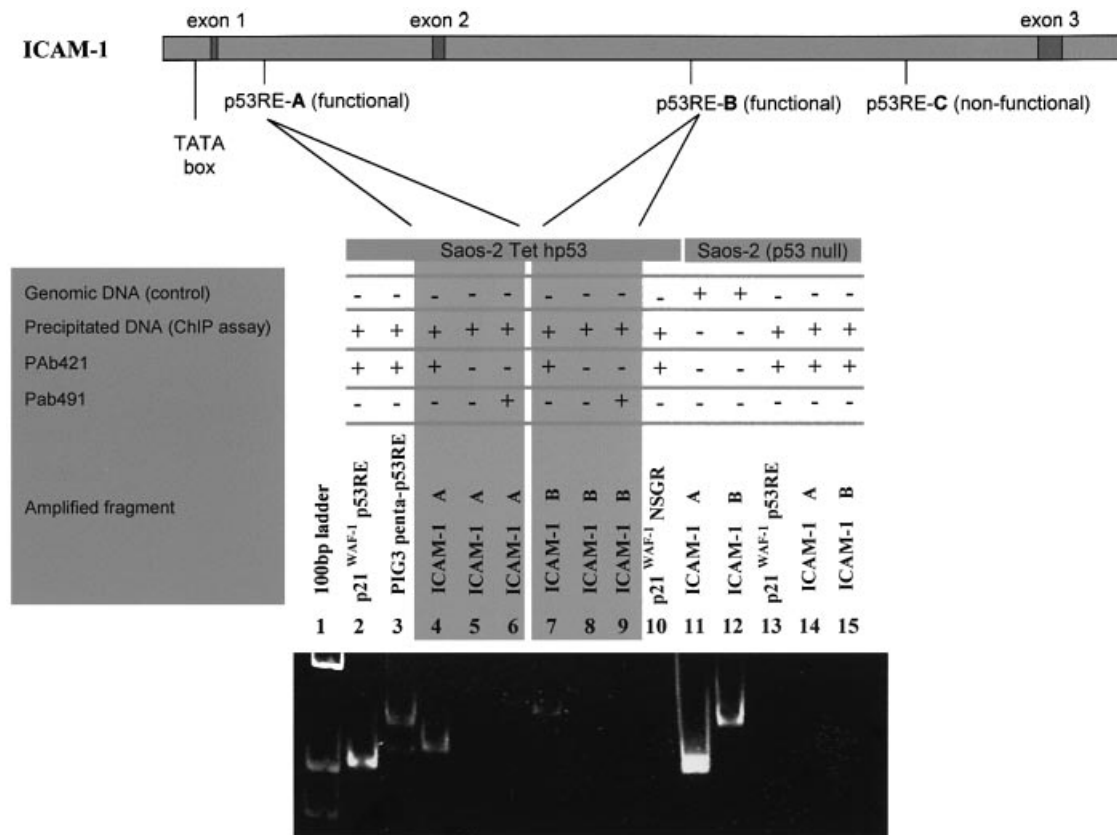 exon 1 exon 2 exon 3
ICAM-1
p53RE-A (functional) p53RE-B (functional) p53RE-C (non-functional)
TATA
box
Saos-2 Tet hp53 Saos-2 (p53 null)
Genomic DNA (control) - - - - - - - - - + + - - -
Precipitated DNA (ChIP assay) + + + + + + + + + - - + + +
PAb421 + + + - - + - - + - - + + +
Pab491 - - - - + - - + - - - - - -
Amplified fragment
100bp ladder
p21 WAF-1 p53RE
PIG3 penta-p53RE
ICAM-1 A
ICAM-1 A
ICAM-1 A
ICAM-1 B
ICAM-1 B
ICAM-1 B
p21 WAF-1 NSGR
ICAM-1 A
ICAM-1 B
p21 WAF-1 p53RE
ICAM-1 A
ICAM-1 B
1 2 3 4 5 6 7 8 9 10 11 12 13 14 15